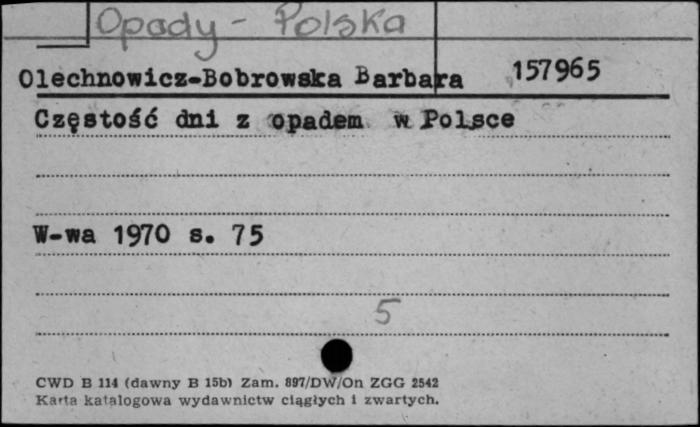 Opady - Polska
Olechnowicz-Bobrowska Barbara 157965
Częstość dni z opadem w Polsce
W-wa 1970 s. 75
5
CWD B 114 (dawny B 15b) Zam. 897/DW/On ZGG 2542
Karta katalogowa wydawnictw ciągłych i zwartych.